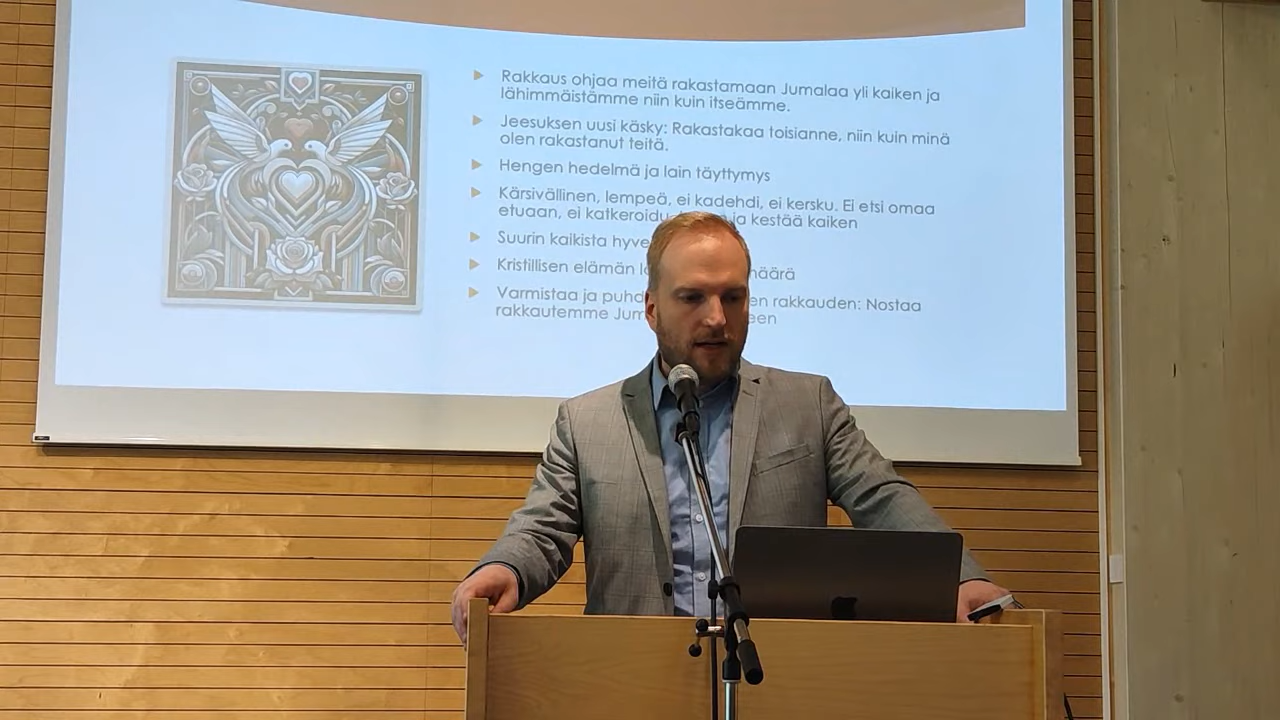 Rakkaus ohjaa meitä rakastamaan Jumalaa yli kaiken ja
lähimmäistämme niin kuin itseämme.
Jeesuksen uusi käsky: Rakastakaa toisianne, niin kuin minä
olen rakastanut teitä.
Hengen hedelmä ja lain täyttymys
Kärsivällinen, lempeä, ei kadehdi, ei kersku. Ei etsi omaa
etuaan, ei katkeroidu ja kestää kaiken
Suurin kaikista
Kristillisen elämän
Varmistaa ja rakkauden: Nostaa
rakkautemme